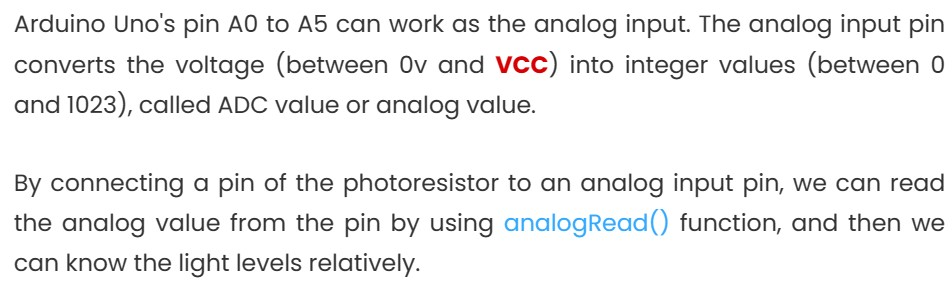 Arduino Uno's pin A0 to A5 can work as the analog input. The analog input pin
converts the voltage (between 0v and VCC) into integer values (between 0
and 1023), called ADC value or analog value.
By connecting a pin of the photoresistor to an analog input pin, we can read
the analog value from the pin by using analogRead() function, and then we
can know the light levels relatively.